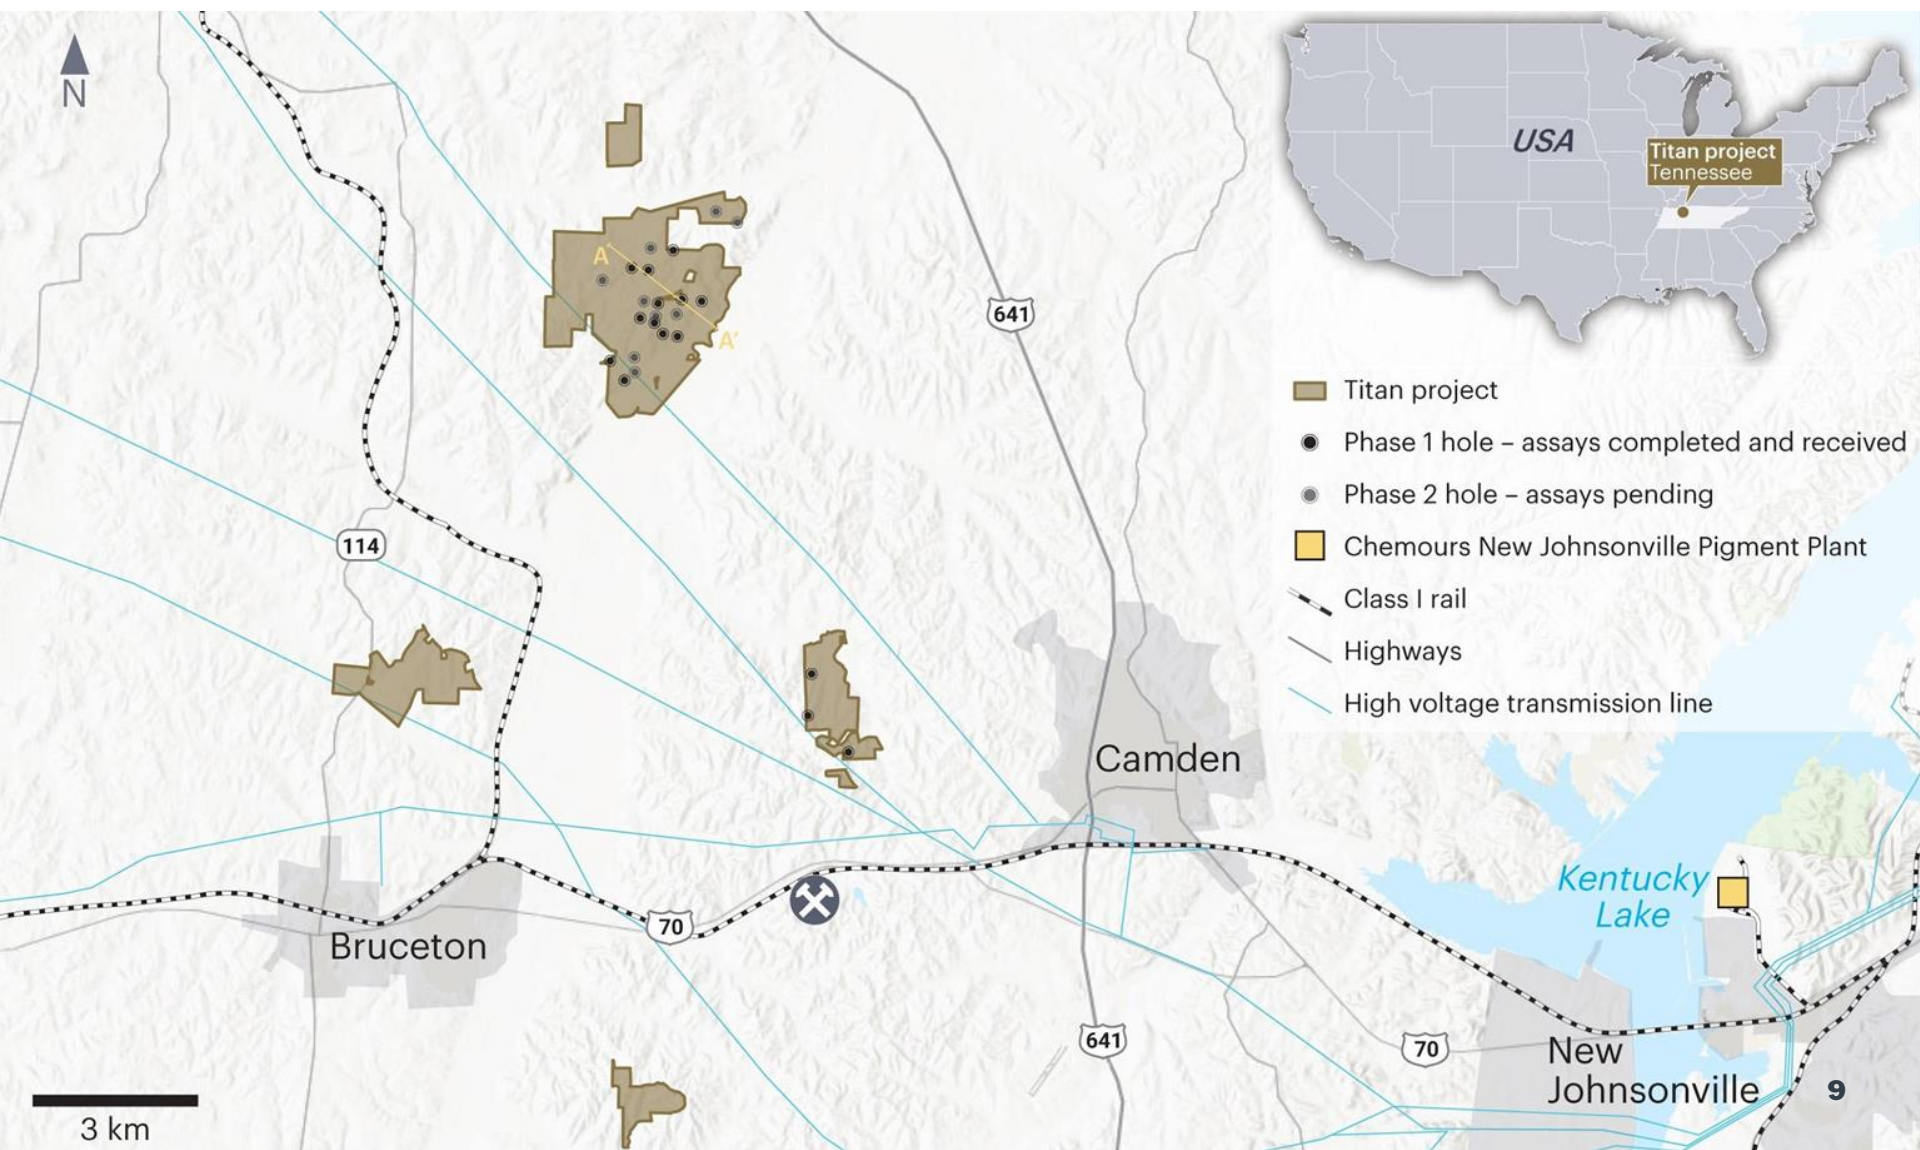 N
USA
Titan project
Tennessee
A
A'
641
Titan project
Phase 1 hole – assays completed and received
Phase 2 hole – assays pending
Chemours New Johnsonville Pigment Plant
Class I rail
Highways
High voltage transmission line
114
Camden
Kentucky
Lake
70
Bruceton
641
70
New
Johnsonville
9
3 km